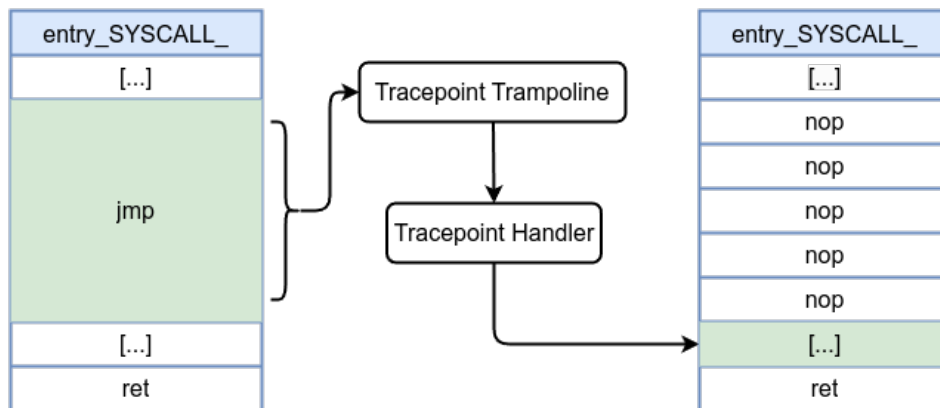 entry_SYSCALL_
[...]
jmp
[...]
ret
Tracepoint Trampoline
Tracepoint Handler
entry_SYSCALL_
[...]
nop
nop
nop
nop
nop
[...]
ret